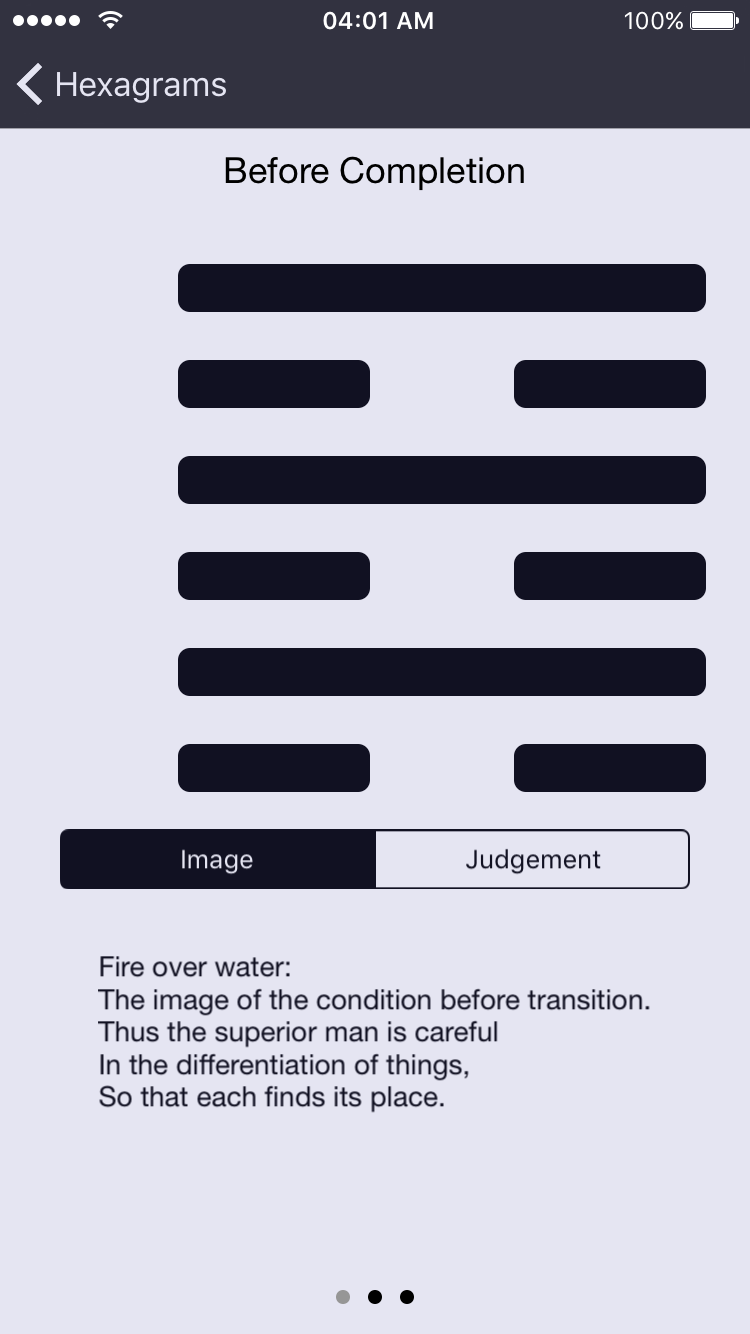 04:01 AM 100%
Hexagrams
Before Completion
Image Judgement
Fire over water:
The image of the condition before transition.
Thus the superior man is careful
In the differentiation of things,
So that each finds its place.